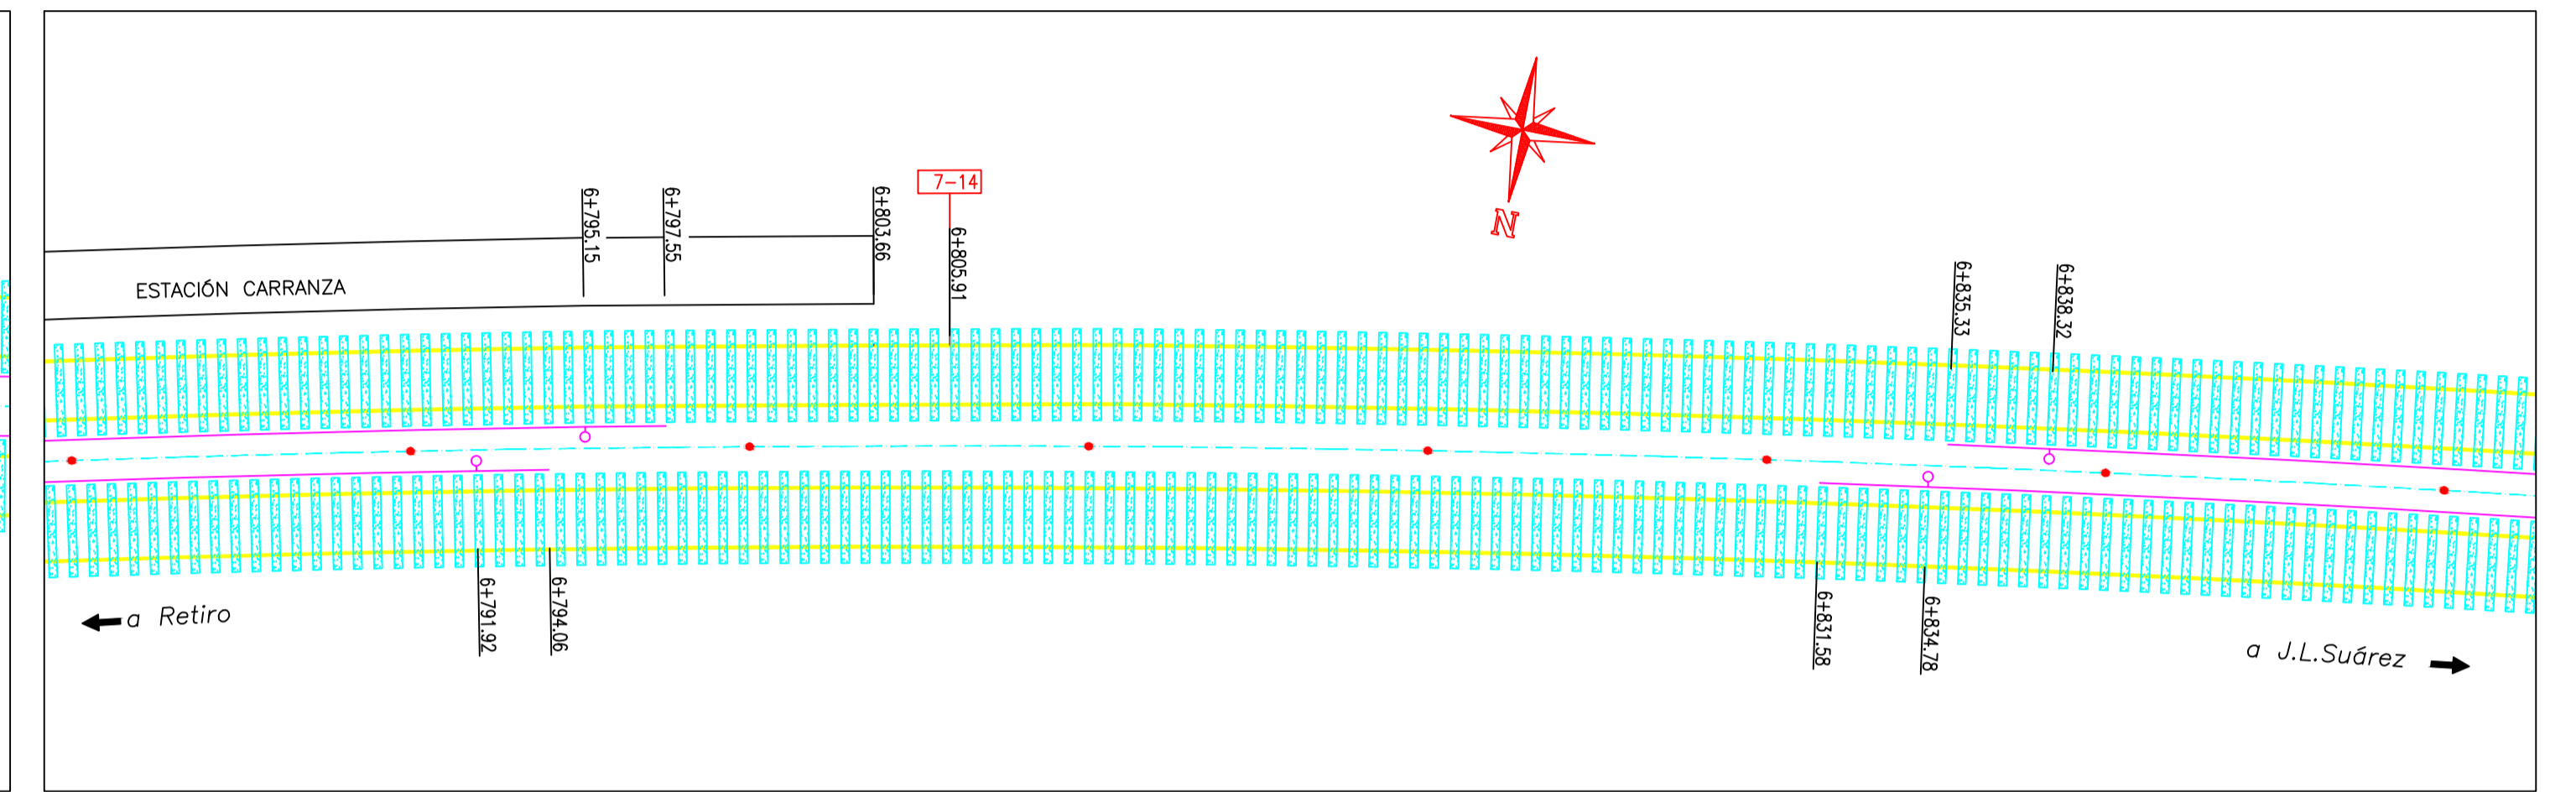 7-14
6+795.15
6+797.55
6+803.66
6+805.91
N
6+835.33
6+838.32
ESTACIÓN CARRANZA
6+791.92
6+794.06
6+831.58
6+834.78
a Retiro
a J.L.Suárez